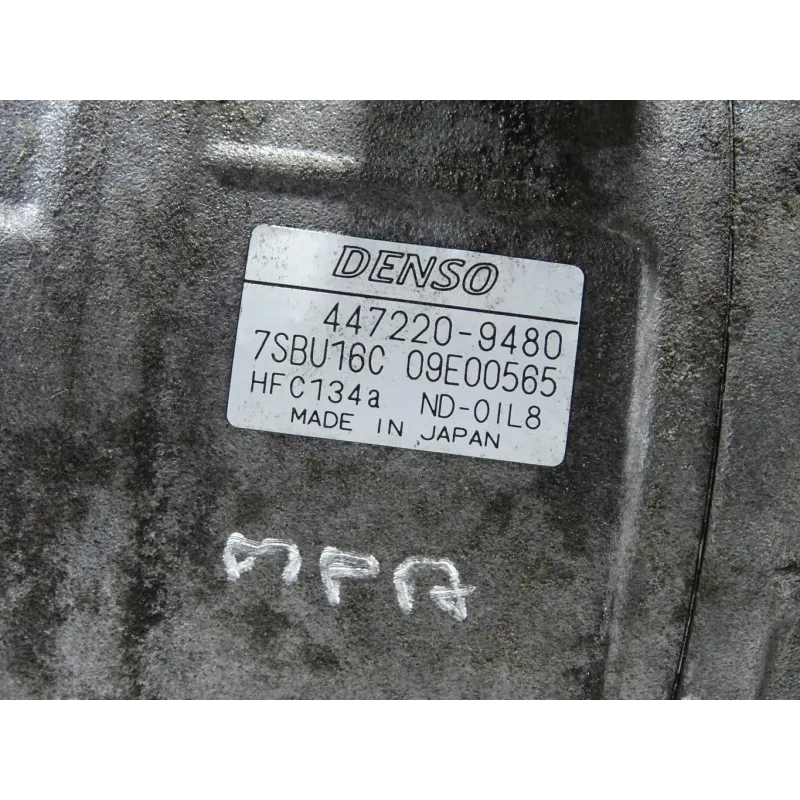 DENSO
447220-9480
7SBU16C 09E00565
HFC134a ND-OIL8
MADE IN JAPAN
MPA